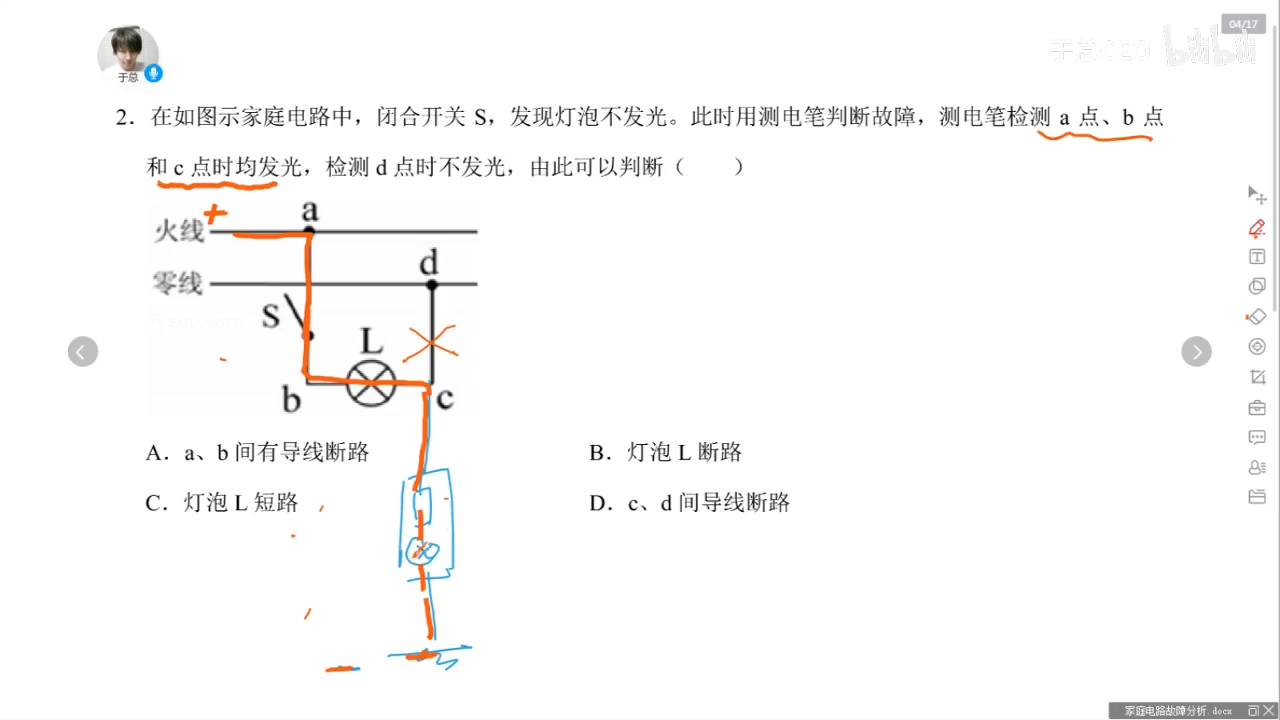 04/17
于总CEO bilibili
于总
2．在如图示家庭电路中，闭合开关 S，发现灯泡不发光。此时用测电笔判断故障，测电笔检测 a 点、b 点
和 c 点时均发光，检测 d 点时不发光，由此可以判断（　　）
a
火线
d
零线
S
L
b
c
A．a、b 间有导线断路
B．灯泡 L 断路
C．灯泡 L 短路
D．c、d 间导线断路
家庭电路故障分析.docx